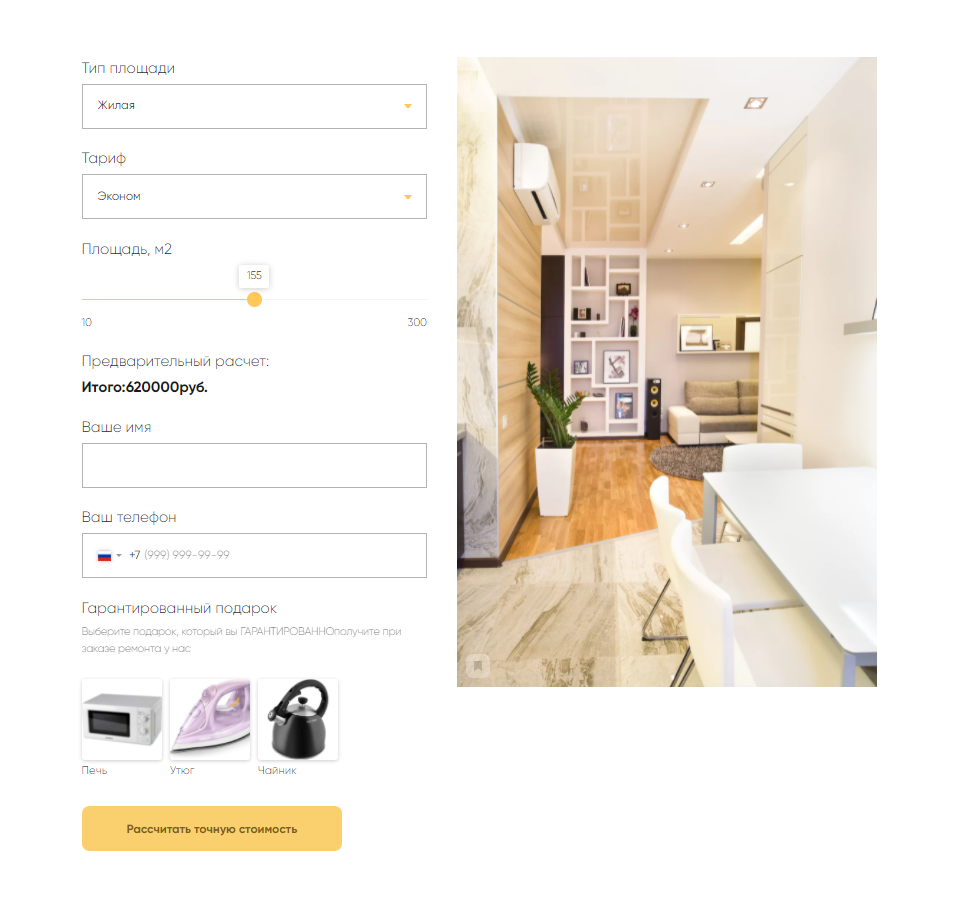 Тип площади
Жилая
Тариф
Эконом
Площадь, м2
155
10 300
Предварительный расчет:
Итого:620000руб.
Ваше имя
Ваш телефон
+7 (999) 999-99-99
Гарантированный подарок
Выберите подарок, который вы ГАРАНТИРОВАННОполучите при
заказе ремонта у нас
Печь Утюг Чайник
Рассчитать точную стоимость